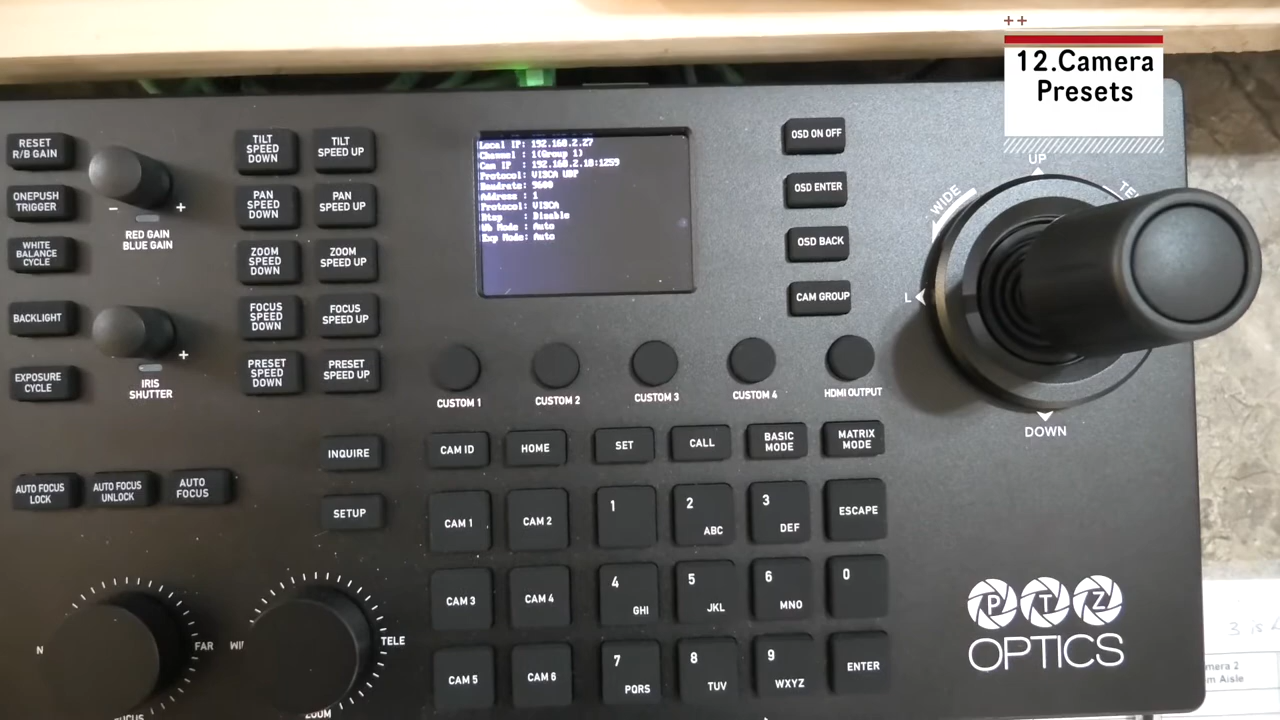 ++
12.Camera
Presets
RESET
R/B GAIN
ONEPUSH
TRIGGER
WHITE
BALANCE
CYCLE
BACKLIGHT
EXPOSURE
CYCLE
- +
RED GAIN
BLUE GAIN
+
IRIS
SHUTTER
TILT
SPEED
DOWN
TILT
SPEED UP
PAN
SPEED
DOWN
PAN
SPEED UP
ZOOM
SPEED
DOWN
ZOOM
SPEED UP
FOCUS
SPEED
DOWN
FOCUS
SPEED UP
PRESET
SPEED
DOWN
PRESET
SPEED UP
Local IP: 192.168.2.27
Channel : 1(Group 1)
Cam IP : 192.168.2.18:1259
Protocol: VISCA UDP
Baudrate: 9600
Address : 1
Protocol: VISCA
Rtsp : Disable
Wb Mode : Auto
Exp Mode: Auto
OSD ON OFF
OSD ENTER
OSD BACK
CAM GROUP
UP
WIDE
L
DOWN
CUSTOM 1
CUSTOM 2
CUSTOM 3
CUSTOM 4
HDMI OUTPUT
INQUIRE
SETUP
AUTO FOCUS
LOCK
AUTO FOCUS
UNLOCK
AUTO
FOCUS
CAM ID
HOME
SET
CALL
BASIC
MODE
MATRIX
MODE
CAM 1
CAM 2
1
2
ABC
3
DEF
ESCAPE
CAM 3
CAM 4
4
GHI
5
JKL
6
MNO
0
CAM 5
CAM 6
7
PQRS
8
TUV
9
WXYZ
ENTER
N
FAR
TELE
FOCUS
ZOOM
PTZ
OPTICS
3 is
mera 2
m Aisle